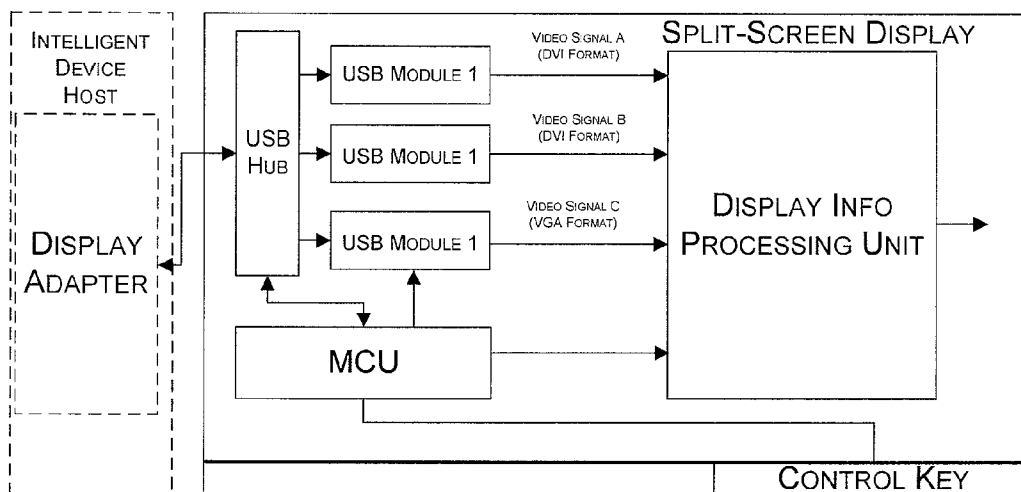 INTELLIGENT
DEVICE
HOST
DISPLAY
ADAPTER
SPLIT-SCREEN DISPLAY
USB
HUB
USB MODULE 1
USB MODULE 1
USB MODULE 1
VIDEO SIGNAL A
(DVI FORMAT)
VIDEO SIGNAL B
(DVI FORMAT)
VIDEO SIGNAL C
(VGA FORMAT)
DISPLAY INFO
PROCESSING UNIT
MCU
CONTROL KEY